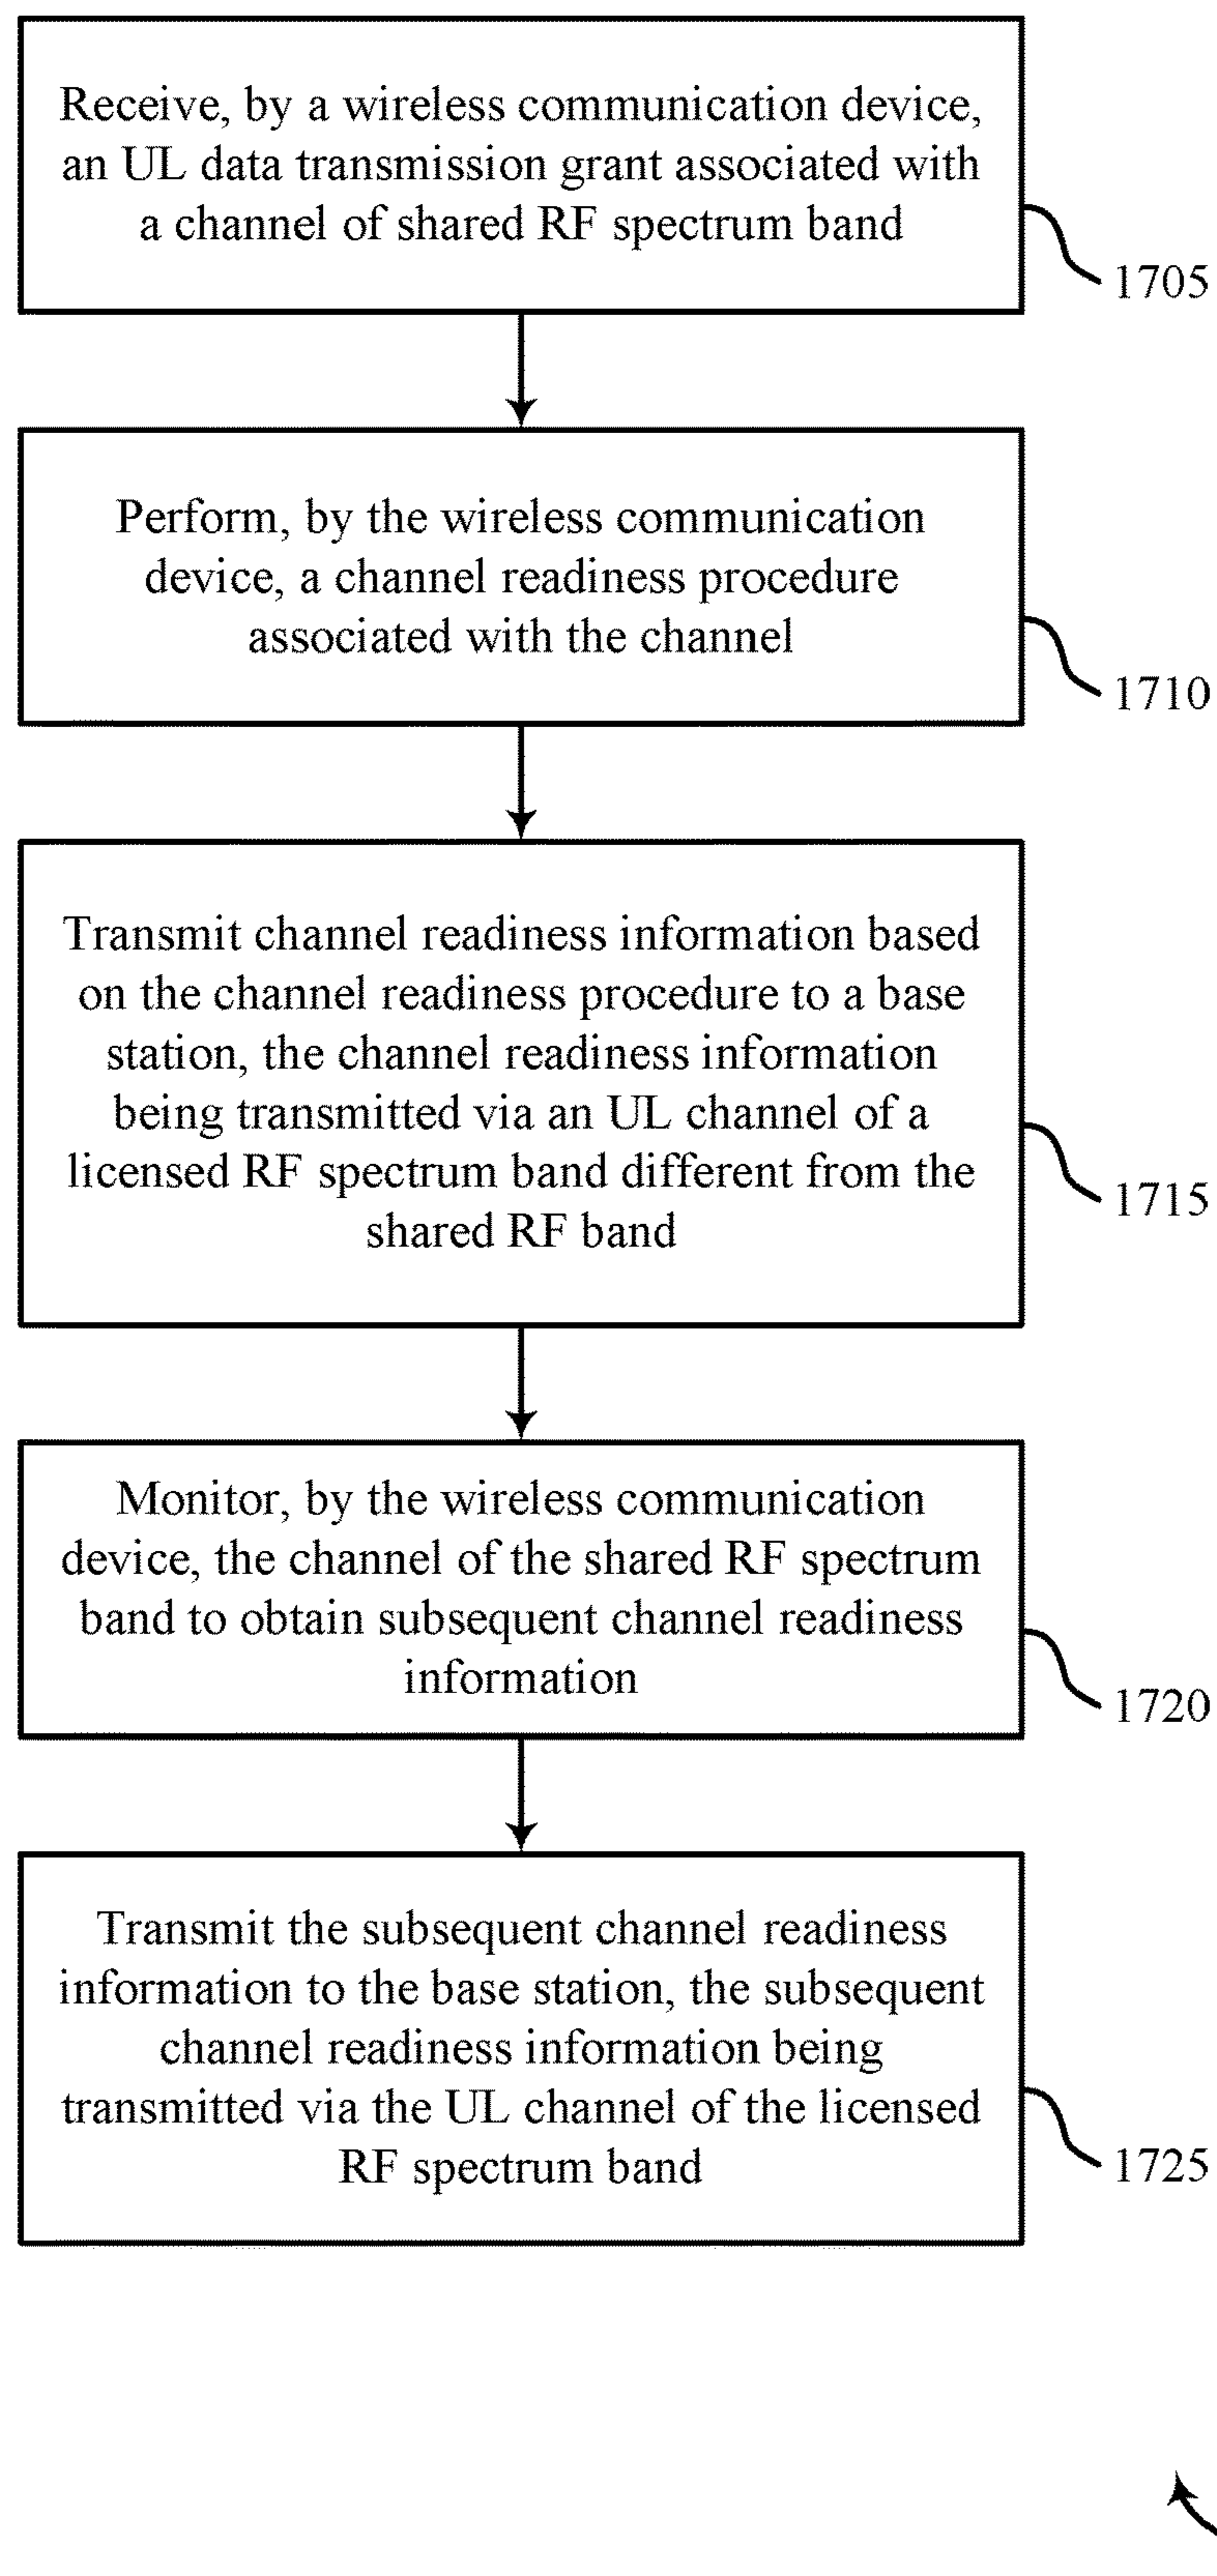 Receive, by a wireless communication device,
an UL data transmission grant associated with
a channel of shared RF spectrum band
1705
Perform, by the wireless communication
device, a channel readiness procedure
associated with the channel
1710
Transmit channel readiness information based
on the channel readiness procedure to a base
station, the channel readiness information
being transmitted via an UL channel of a
licensed RF spectrum band different from the
shared RF band
1715
Monitor, by the wireless communication
device, the channel of the shared RF spectrum
band to obtain subsequent channel readiness
information
1720
Transmit the subsequent channel readiness
information to the base station, the subsequent
channel readiness information being
transmitted via the UL channel of the licensed
RF spectrum band
1725